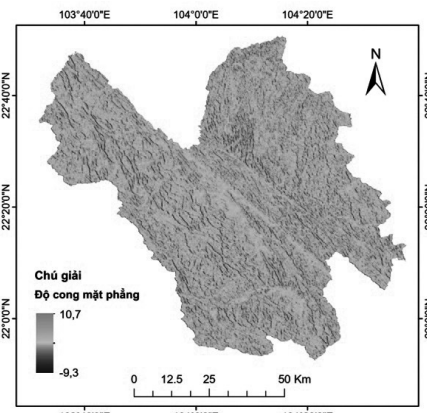 103°40'0"E 104°0'0"E 104°20'0"E
N
22°40'0"N
22°20'0"N
22°0'0"N
Chú giải
Độ cong mặt phẳng
10,7
-9,3
0 12.5 25 50 Km